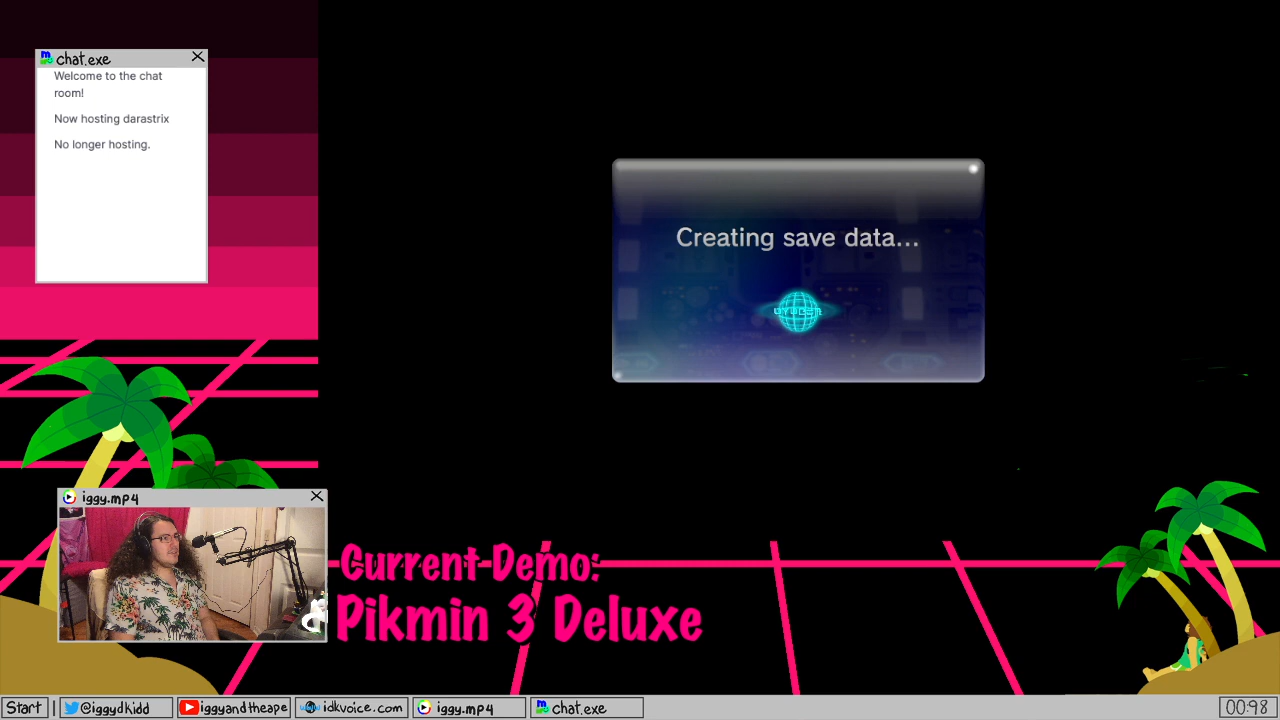 chat.exe
Welcome to the chat
room!
Now hosting darastrix
No longer hosting.
Creating save data...
iggy.mp4
Current Demo:
Pikmin 3 Deluxe
Start
@iggydkidd
iggyandtheape
www idkvoice.com
iggy.mp4
chat.exe
00:98